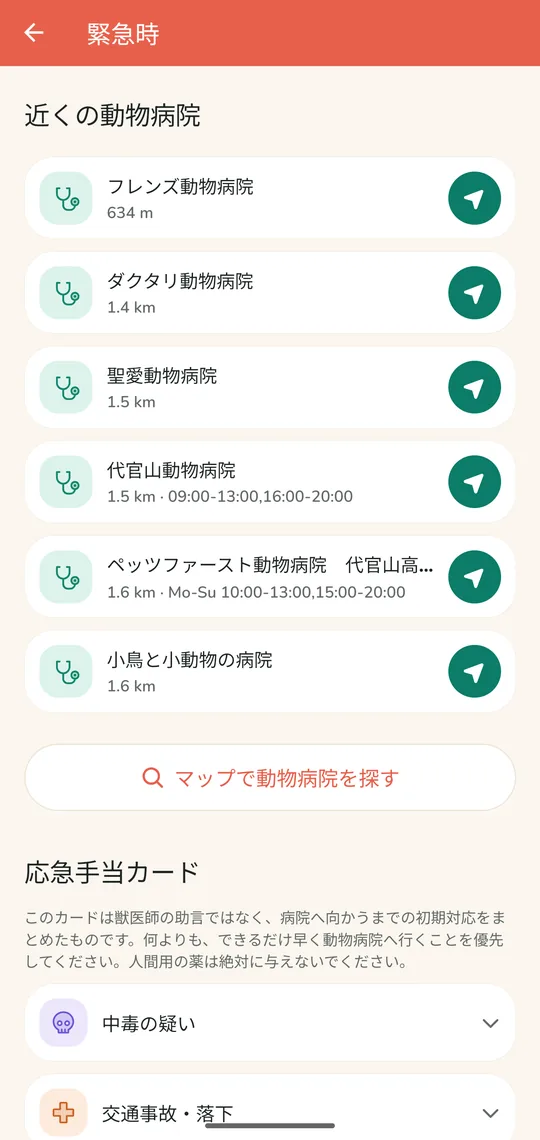 緊急時
近くの動物病院
フレンズ動物病院
634 m
ダクタリ動物病院
1.4 km
聖愛動物病院
1.5 km
代官山動物病院
1.5 km · 09:00-13:00,16:00-20:00
ペッツファースト動物病院　代官山高...
1.6 km · Mo-Su 10:00-13:00,15:00-20:00
小鳥と小動物の病院
1.6 km
マップで動物病院を探す
応急手当カード
このカードは獣医師の助言ではなく、病院へ向かうまでの初期対応をま
とめたものです。何よりも、できるだけ早く動物病院へ行くことを優先
してください。人間用の薬は絶対に与えないでください。
中毒の疑い
交通事故・落下